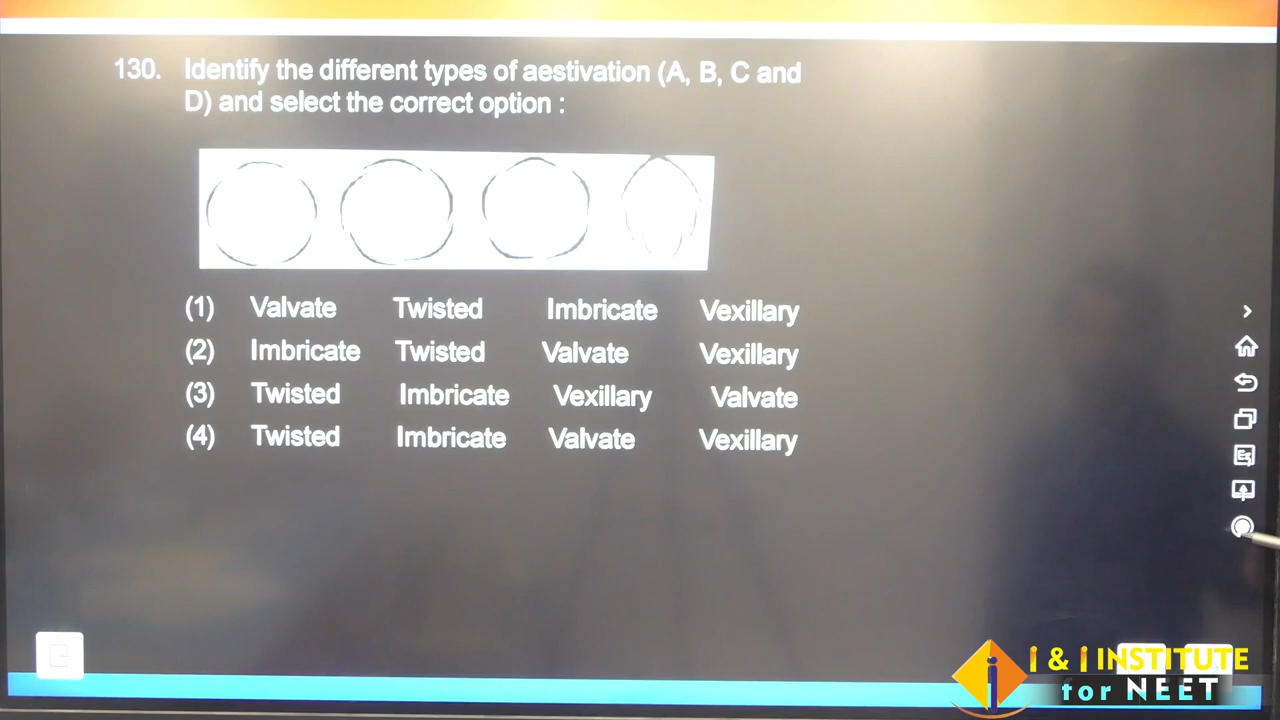 130. Identify the different types of aestivation (A, B, C and
D) and select the correct option :
(1) Valvate Twisted Imbricate Vexillary
(2) Imbricate Twisted Valvate Vexillary
(3) Twisted Imbricate Vexillary Valvate
(4) Twisted Imbricate Valvate Vexillary
i & i INSTITUTE
for NEET